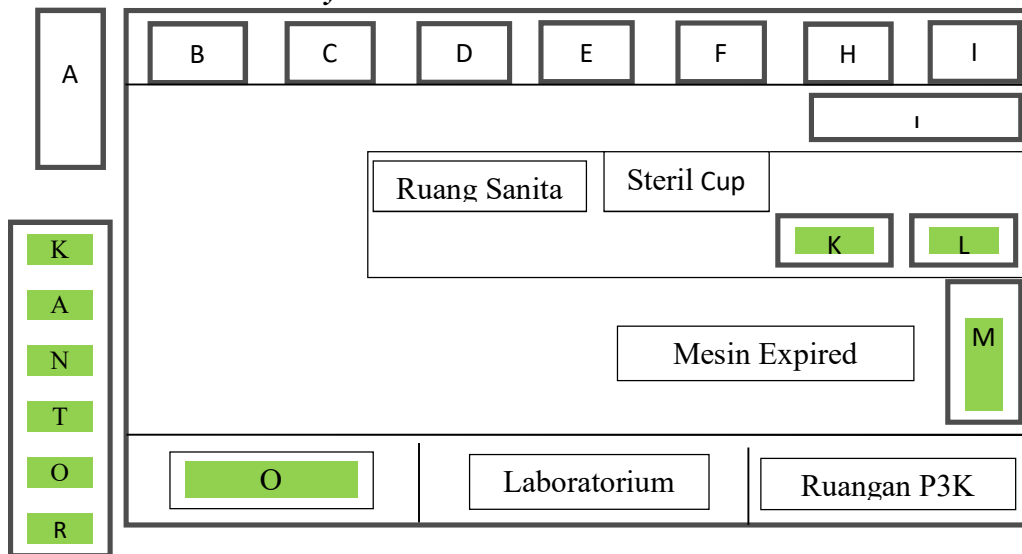 A
B C D E F H I
Ruang Sanita
Steril Cup
K L
M
Mesin Expired
K
A
N
T
O
R
O
Laboratorium
Ruangan P3K